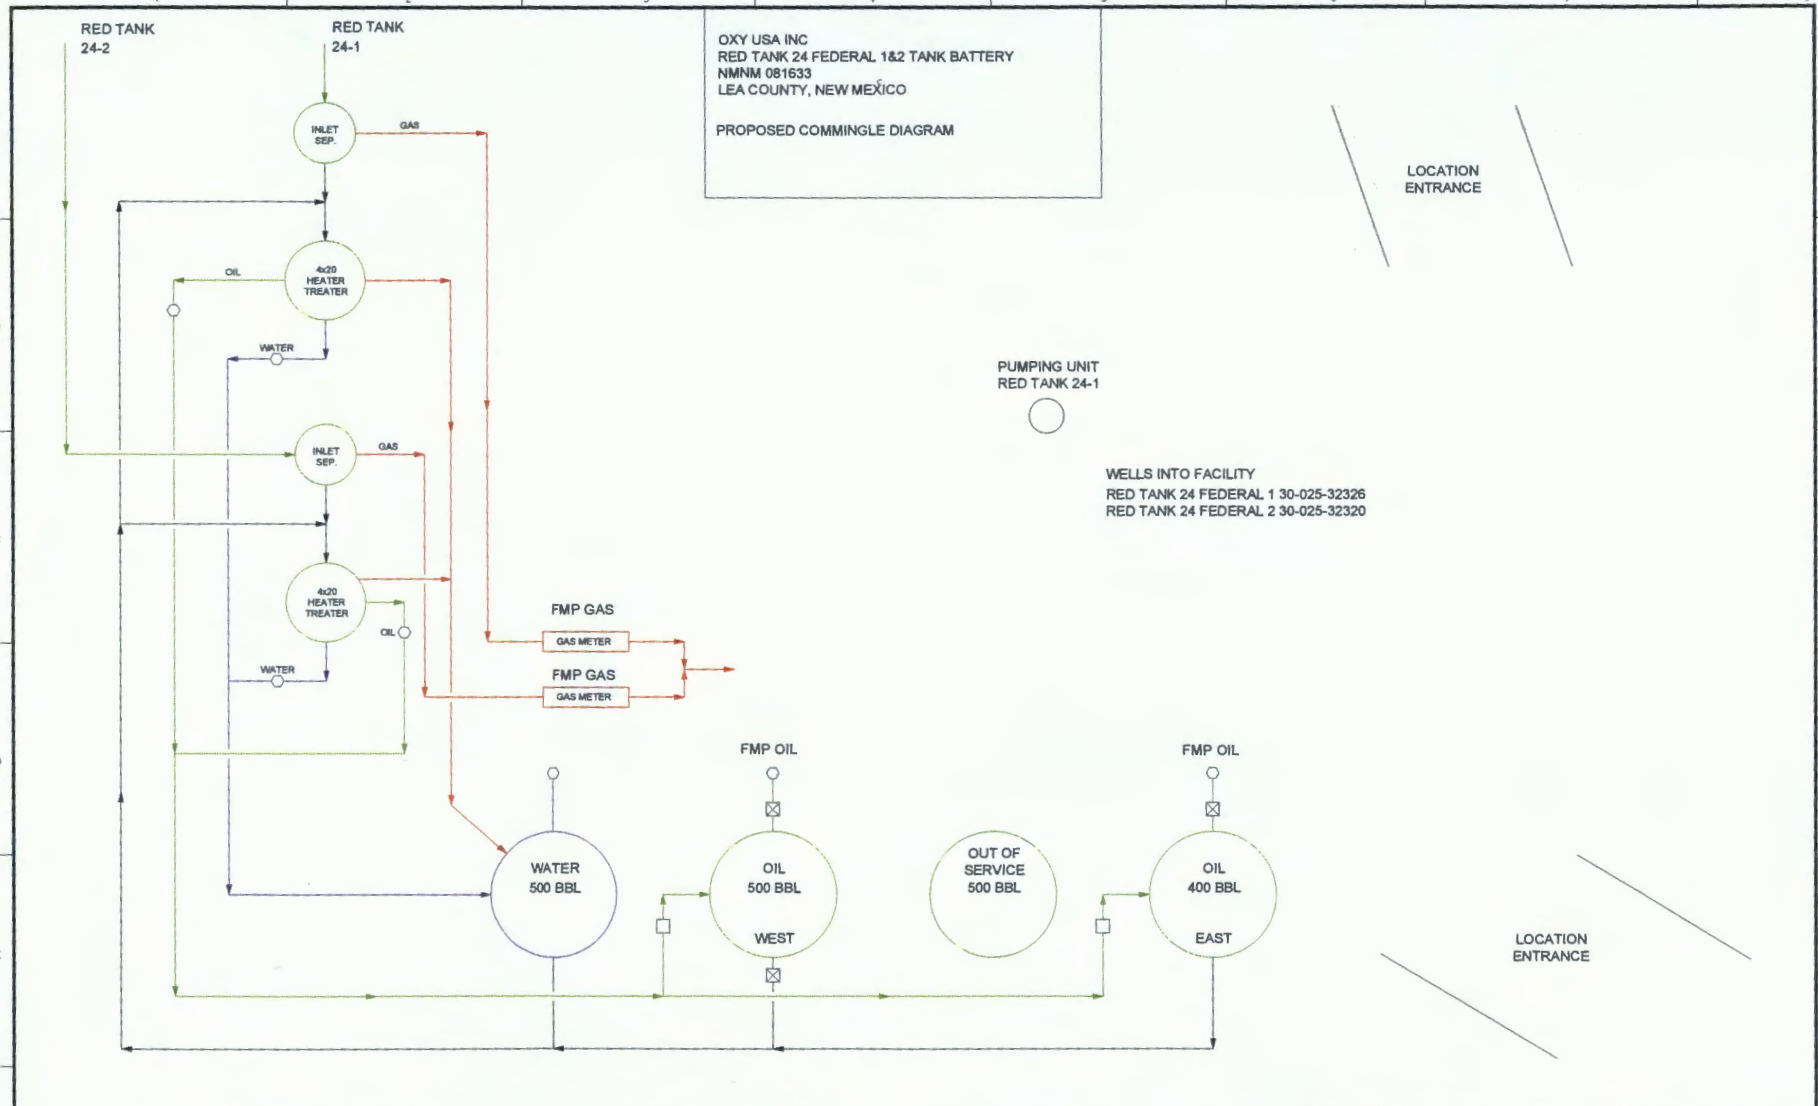 RED TANK
24-2
RED TANK
24-1
OXY USA INC
RED TANK 24 FEDERAL 1&2 TANK BATTERY
NMNM 081633
LEA COUNTY, NEW MEXICO
PROPOSED COMMINGLE DIAGRAM
INLET
SEP.
GAS
LOCATION
ENTRANCE
OIL
4x20
HEATER
TREATER
WATER
PUMPING UNIT
RED TANK 24-1
INLET
SEP.
GAS
WELLS INTO FACILITY
RED TANK 24 FEDERAL 1 30-025-32326
RED TANK 24 FEDERAL 2 30-025-32320
4x20
HEATER
TREATER
OIL
WATER
FMP GAS
GAS METER
FMP GAS
GAS METER
FMP OIL
FMP OIL
WATER
500 BBL
OIL
500 BBL
WEST
OUT OF
SERVICE
500 BBL
OIL
400 BBL
EAST
LOCATION
ENTRANCE